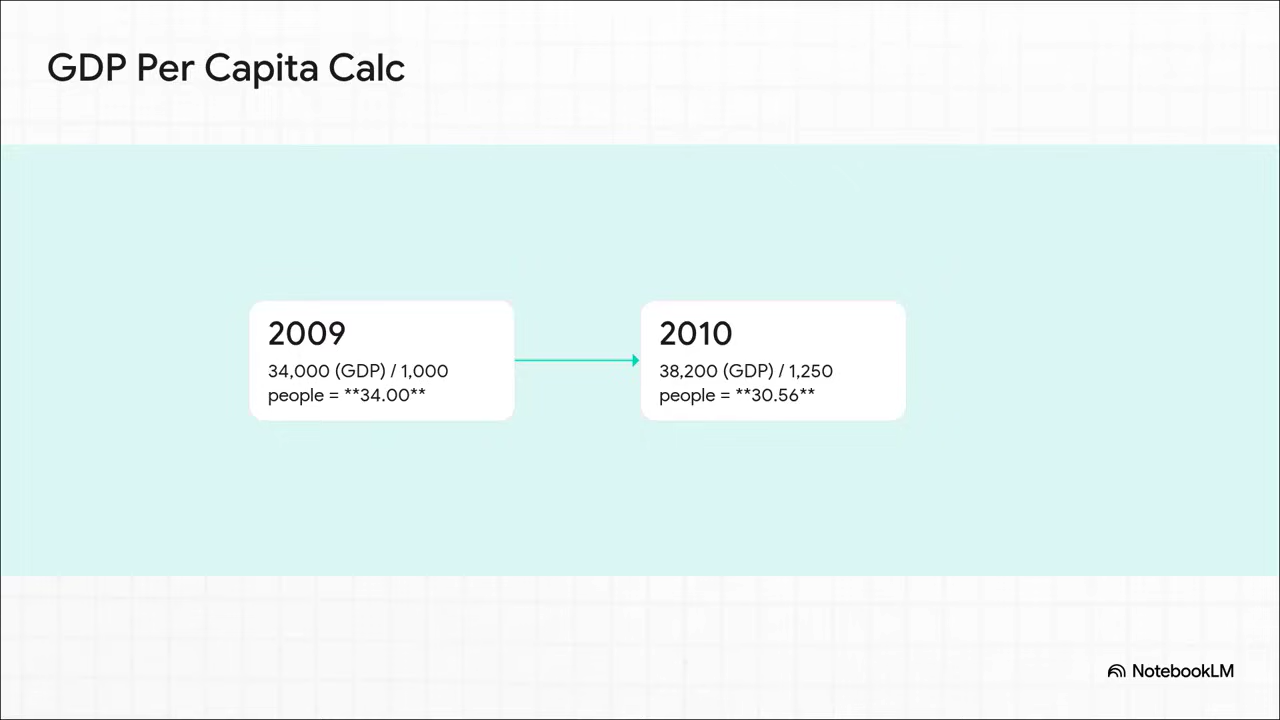 GDP Per Capita Calc
2009
34,000 (GDP) / 1,000
people = **34.00**
2010
38,200 (GDP) / 1,250
people = **30.56**
NotebookLM